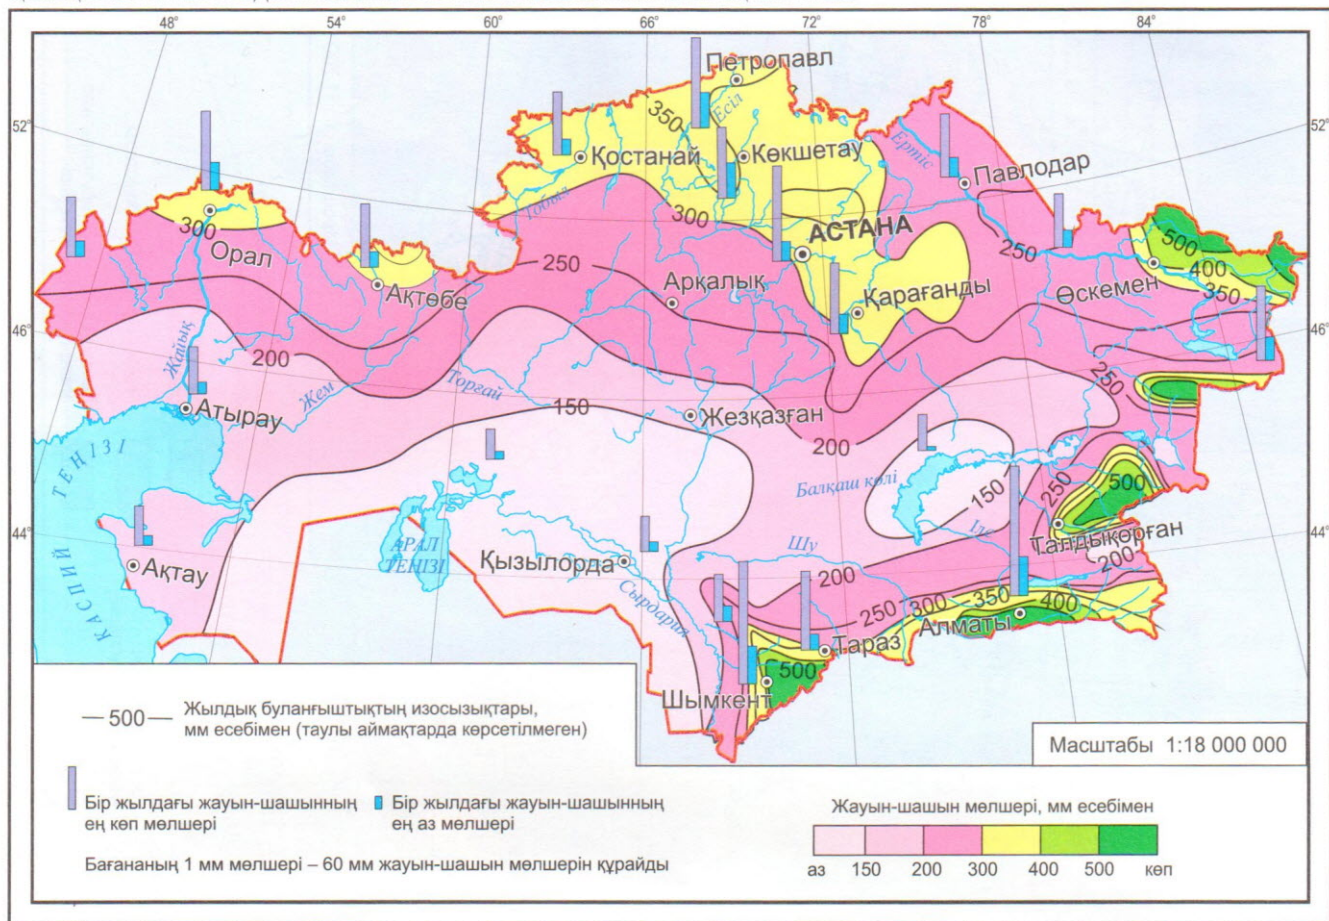 48° 54° 60° 66° 72° 78° 84°
Петропавл
Есіл
350
52° 52°
Қостанай Көкшетау
Ертіс
Павлодар
Тобыл
300 300
АСТАНА
500
Орал
250
250
400
Арқалық
350
Ақтөбе
Қарағанды
Өскемен
46° 46°
Жайық
200
Жем
Торғай
250
Атырау
150
Жезқазған
200
КАСПИЙ ТЕҢІЗІ
Балқаш көлі
150
250
500
44° 44°
Іле
Талдықорған
АРАЛ
ТЕҢІЗІ
Қызылорда
Шу
200
200
Ақтау
Сырдария
250 300 350 400
Алматы
Тараз
500
Шымкент
—500— Жылдық буланғыштықтың изосызықтары,
мм есебімен (таулы аймақтарда көрсетілмеген)
Масштабы 1:18 000 000
Бір жылдағы жауын-шашынның
ең көп мөлшері
Бір жылдағы жауын-шашынның
ең аз мөлшері
Бағананың 1 мм мөлшері – 60 мм жауын-шашын мөлшерін құрайды
Жауын-шашын мөлшері, мм есебімен
аз 150 200 300 400 500 көп